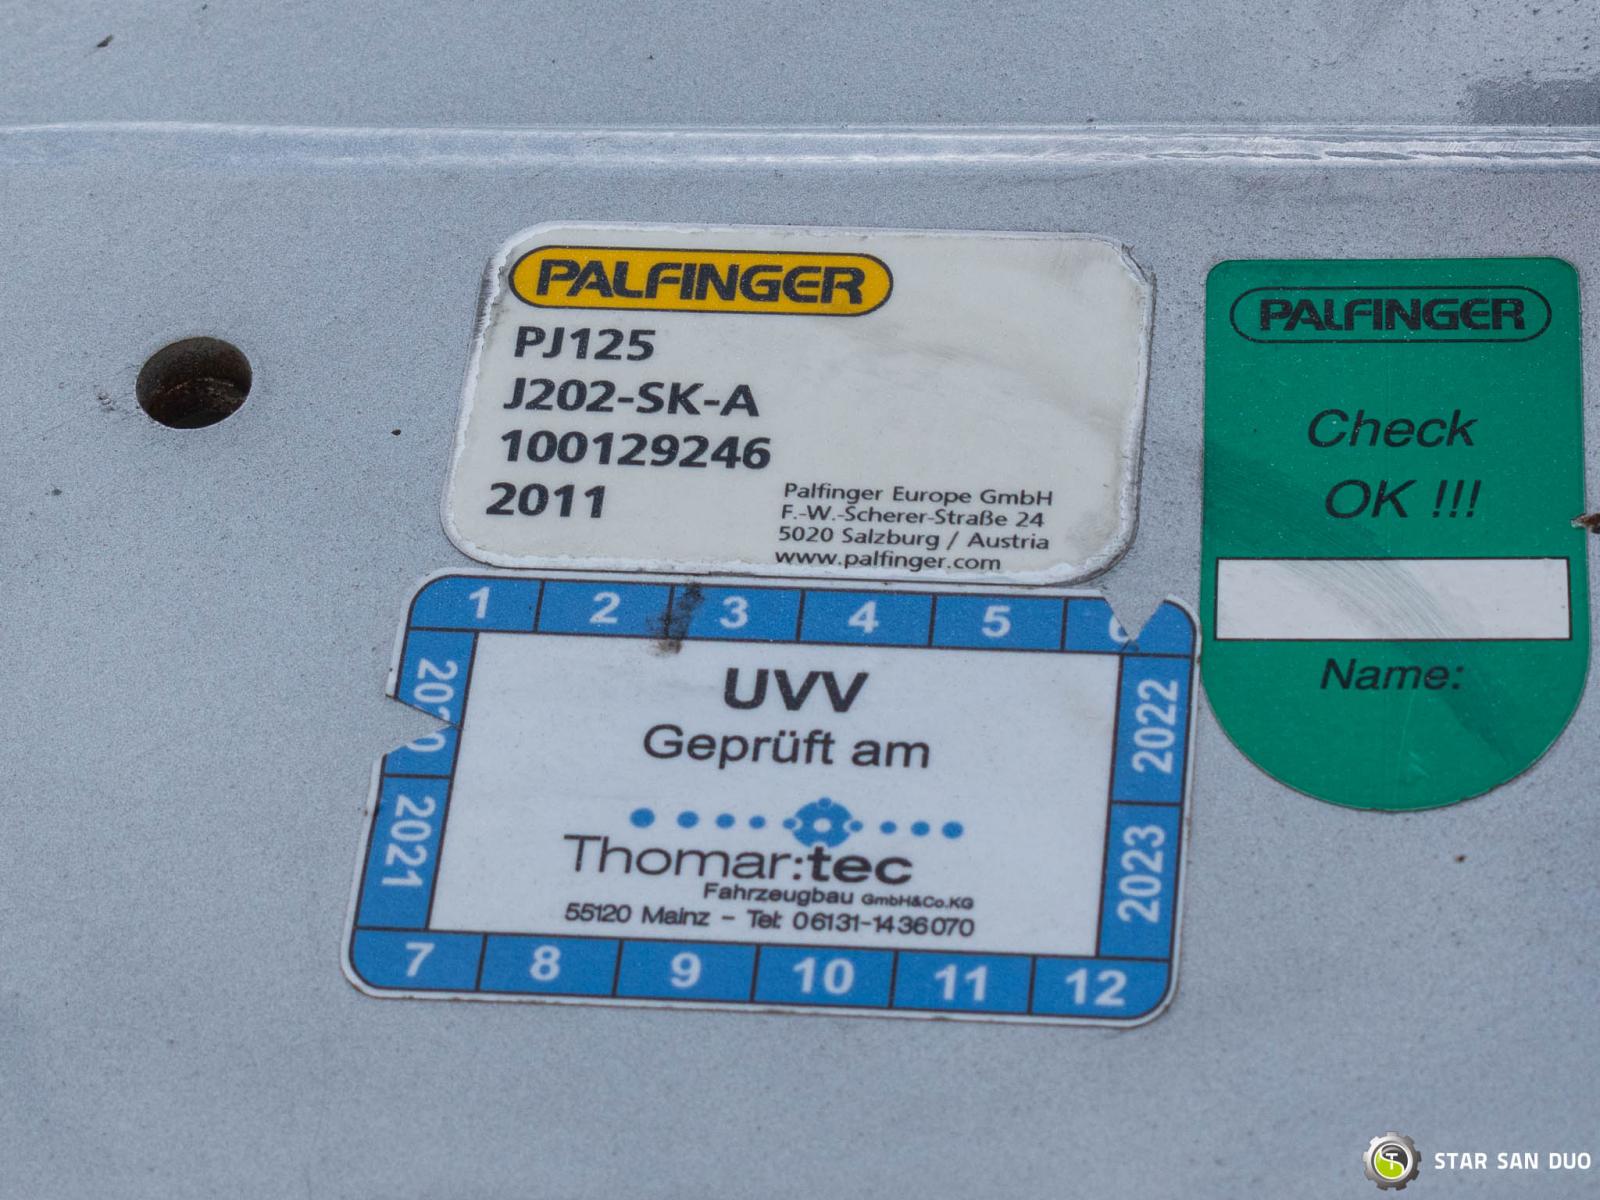 PALFINGER
PJ125
J202-SK-A
100129246
2011
Palfinger Europe GmbH
F.-W.-Scherer-Straße 24
5020 Salzburg / Austria
www.palfinger.com
PALFINGER
Check
OK !!!
Name:
1 2 3 4 5 6
2020
2021
UVV
Geprüft am
Thomar:tec
Fahrzeugbau GmbH&Co.KG
55120 Mainz - Tel: 06131-1436070
2022
2023
7 8 9 10 11 12
STAR SAN DUO